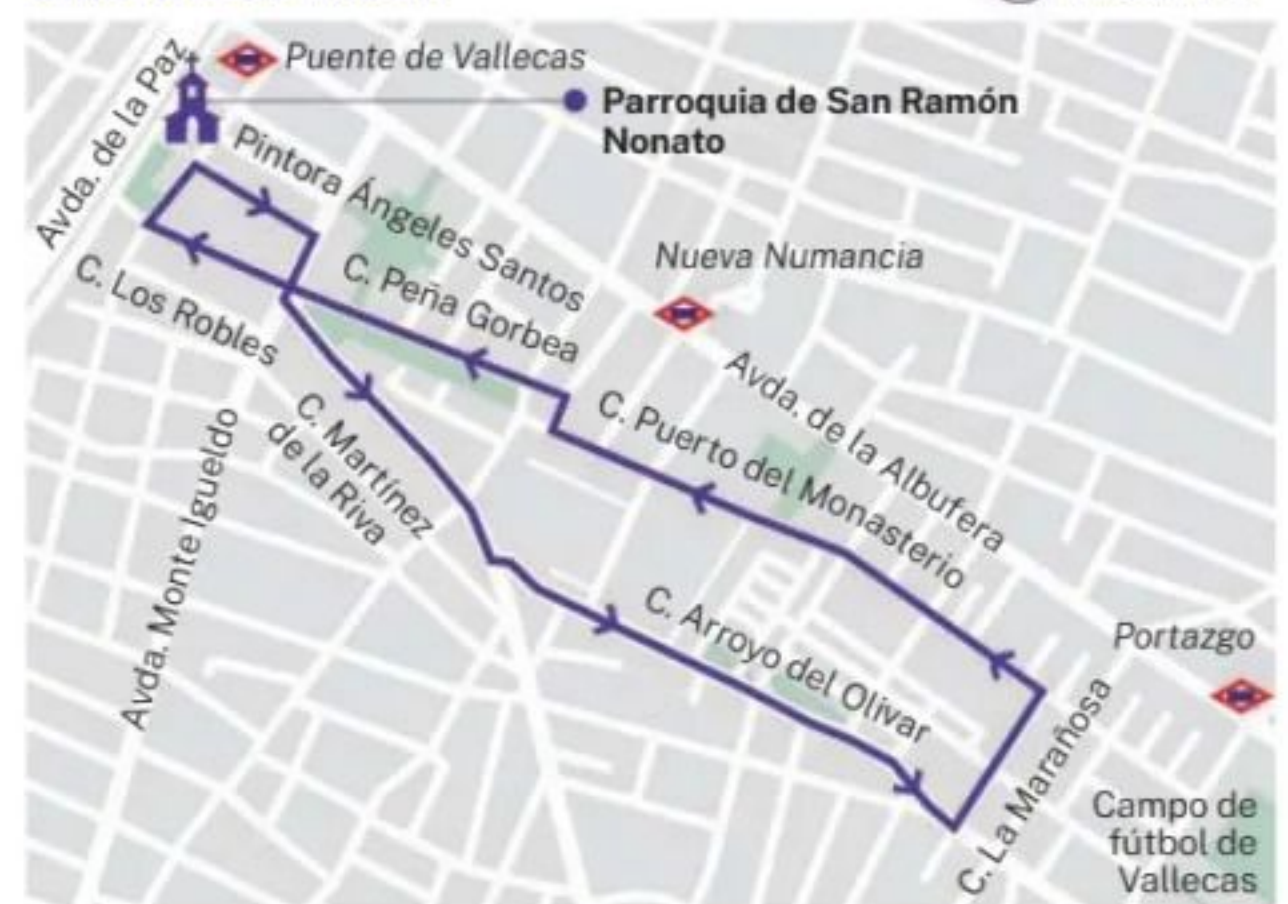 Puente de Vallecas
Avda. de la Paz
Parroquia de San Ramón
Nonato
Pintora Ángeles Santos
Nueva Numancia
C. Peña Gorbea
C. Los Robles
Avda. de la Albufera
C. Puerto del Monasterio
C. Martínez
de la Riva
Avda. Monte Igueldo
C. Arroyo del Olivar
Portazgo
C. La Marañosa
Campo de
fútbol de
Vallecas